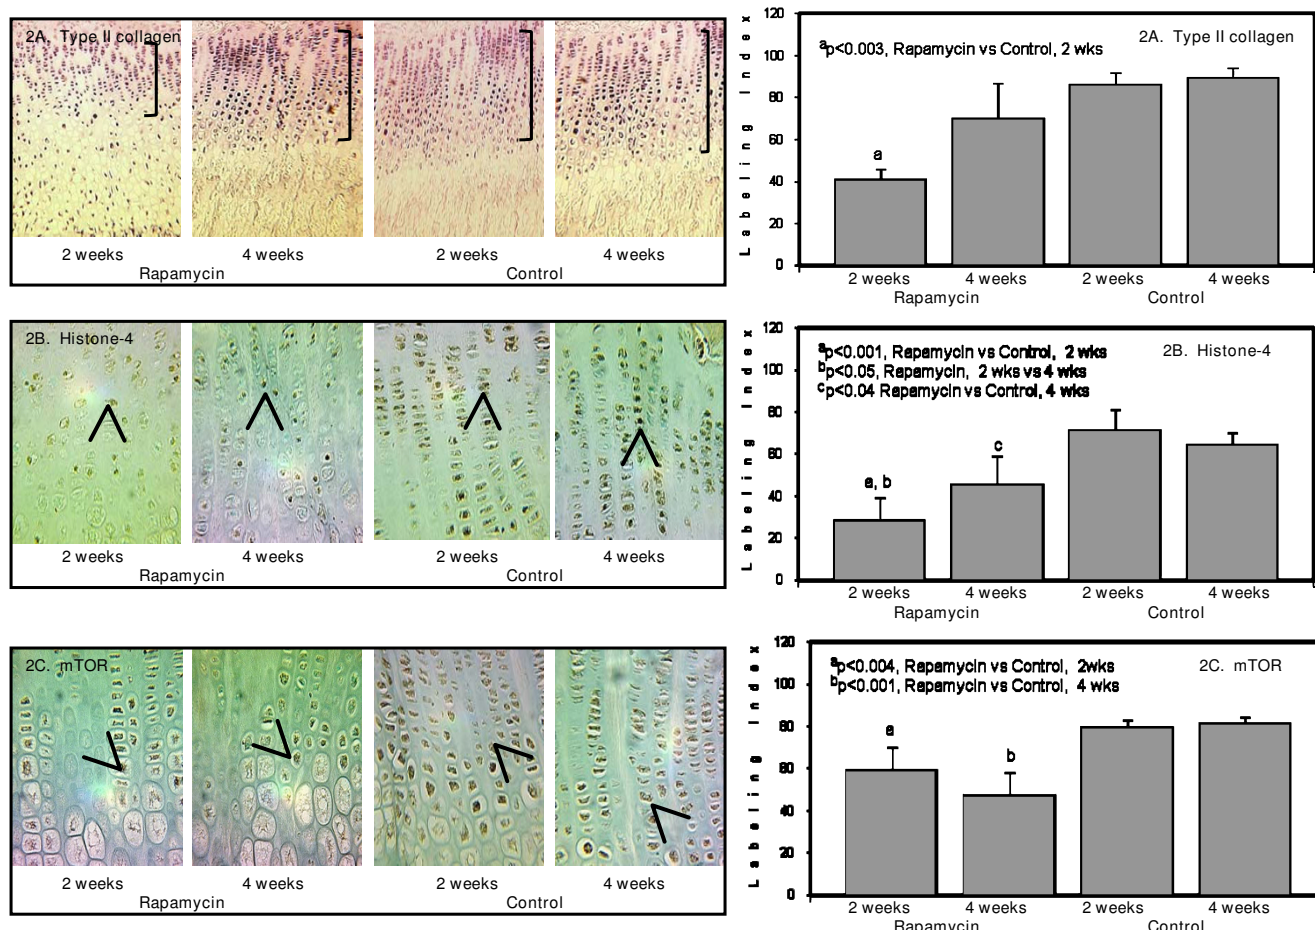 2A. Type II collagen
2 weeks 4 weeks 2 weeks 4 weeks
Rapamycin Control
Labeling Index
120
100
80
60
40
20
0
ap<0.003, Rapamycin vs Control, 2 wks
2A. Type II collagen
a
2 weeks 4 weeks 2 weeks 4 weeks
Rapamycin Control
2B. Histone-4
2 weeks 4 weeks 2 weeks 4 weeks
Rapamycin Control
Labeling Index
120
100
80
60
40
20
0
ap<0.001, Rapamycin vs Control, 2 wks
bp<0.05, Rapamycin, 2 wks vs 4 wks
cp<0.04 Rapamycin vs Control, 4 wks
2B. Histone-4
a, b
c
2 weeks 4 weeks 2 weeks 4 weeks
Rapamycin Control
2C. mTOR
2 weeks 4 weeks 2 weeks 4 weeks
Rapamycin Control
Labeling Index
120
100
80
60
40
20
0
ap<0.004, Rapamycin vs Control, 2wks
bp<0.001, Rapamycin vs Control, 4 wks
2C. mTOR
a
b
2 weeks 4 weeks 2 weeks 4 weeks
Rapamycin Control